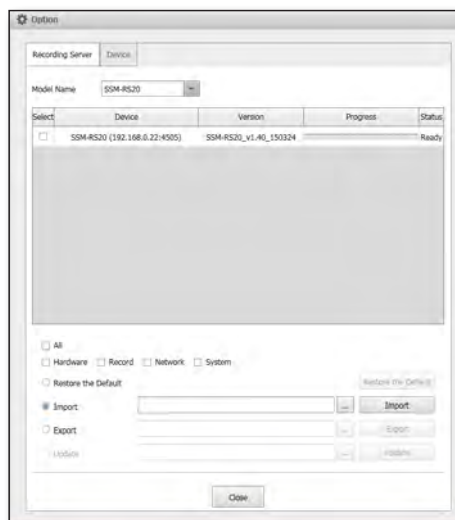 Option
Recording Server Device
Model Name SSM-RS20
Select Device Version Progress Status
SSM-RS20 (192.168.0.22:4505) SSM-RS20_v1.40_150324 Ready
All
Hardware Record Network System
Restore the Default Restore the Default
Import ... Import
Export ... Export
Update ... Update
Close